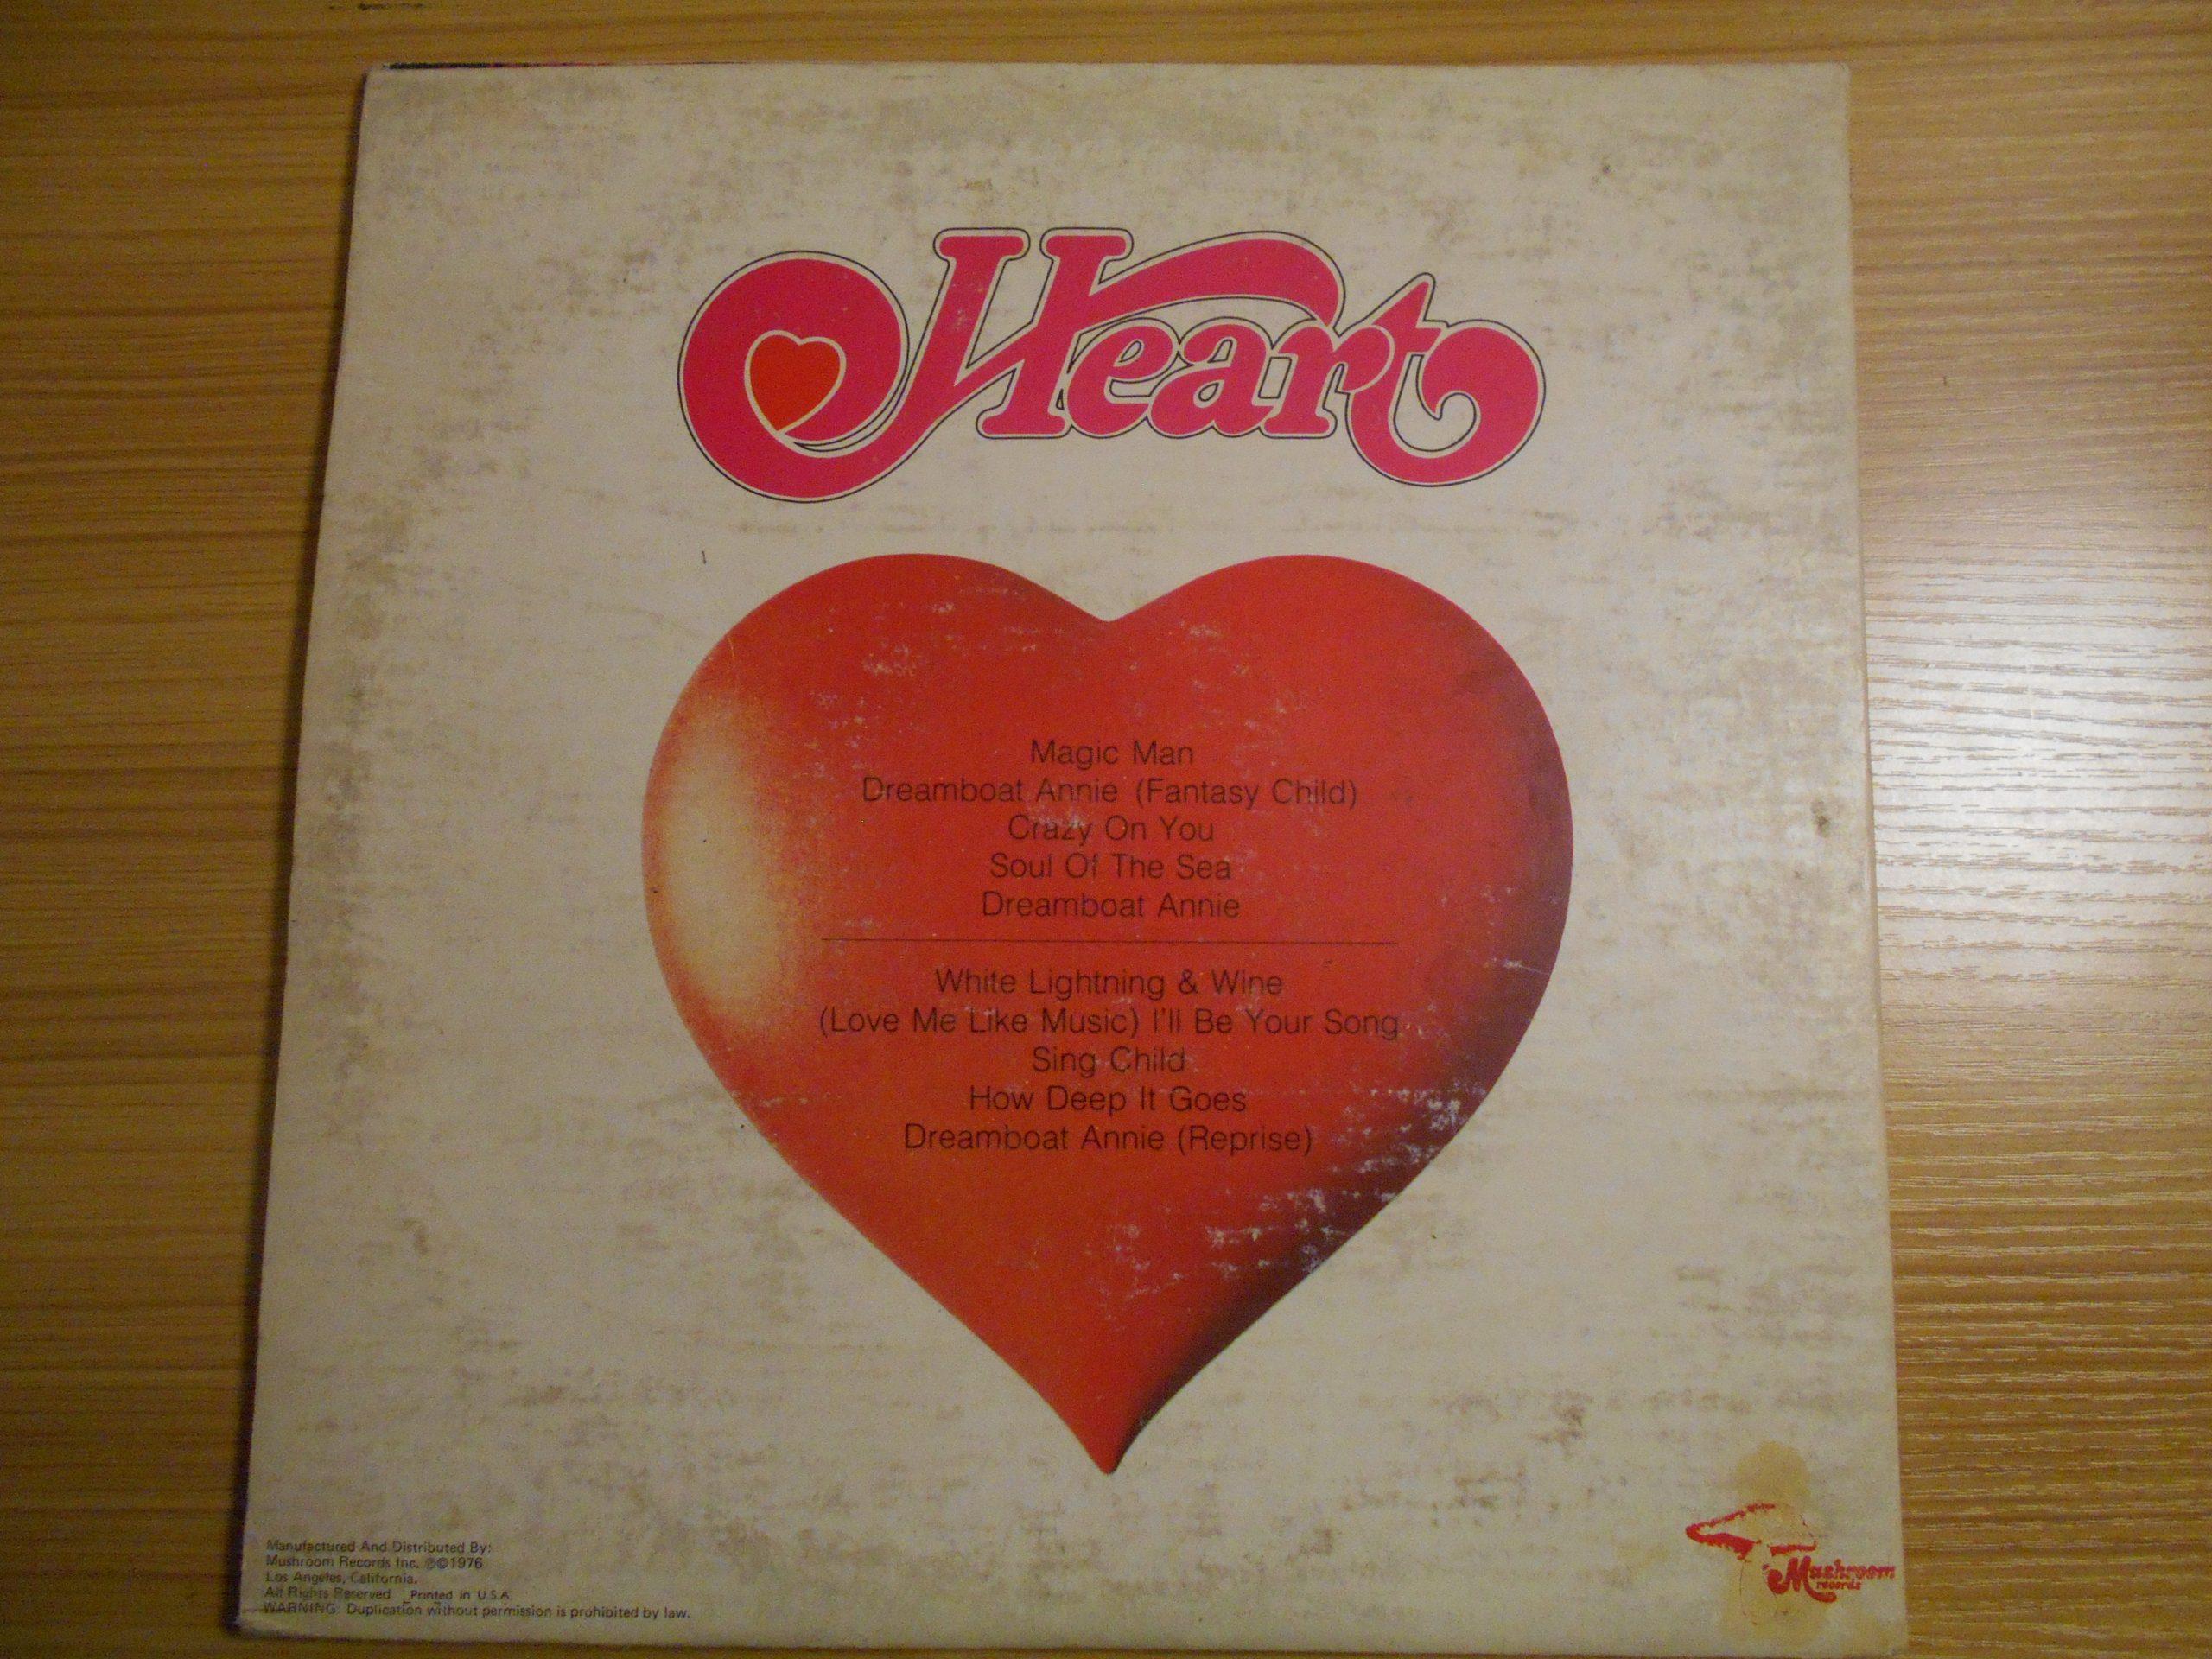 Heart
Magic Man
Dreamboat Annie (Fantasy Child)
Crazy On You
Soul Of The Sea
Dreamboat Annie
White Lightning & Wine
(Love Me Like Music) I'll Be Your Song
Sing Child
How Deep It Goes
Dreamboat Annie (Reprise)
Manufactured And Distributed By:
Mushroom Records Inc. ℗©1976
Los Angeles, California.
All Rights Reserved Printed in U.S.A.
WARNING: Duplication without permission is prohibited by law.
Mushroom
records